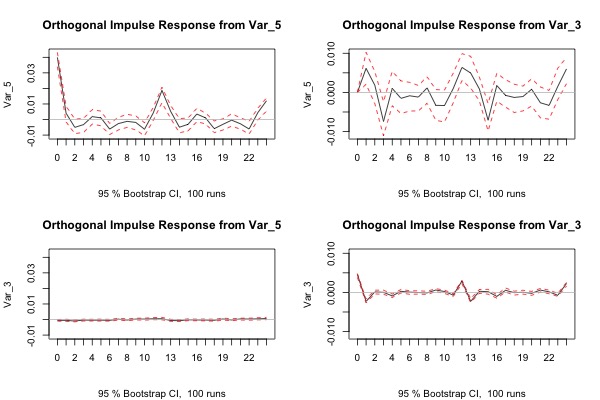 Orthogonal Impulse Response from Var_5
Var_5
0.03
0.01
-0.01
0 2 4 6 8 10 13 16 19 22
95 % Bootstrap CI, 100 runs
Orthogonal Impulse Response from Var_3
Var_5
0.010
0.000
-0.010
0 2 4 6 8 10 13 16 19 22
95 % Bootstrap CI, 100 runs
Orthogonal Impulse Response from Var_5
Var_3
0.03
0.01
-0.01
0 2 4 6 8 10 13 16 19 22
95 % Bootstrap CI, 100 runs
Orthogonal Impulse Response from Var_3
Var_3
0.010
0.000
-0.010
0 2 4 6 8 10 13 16 19 22
95 % Bootstrap CI, 100 runs